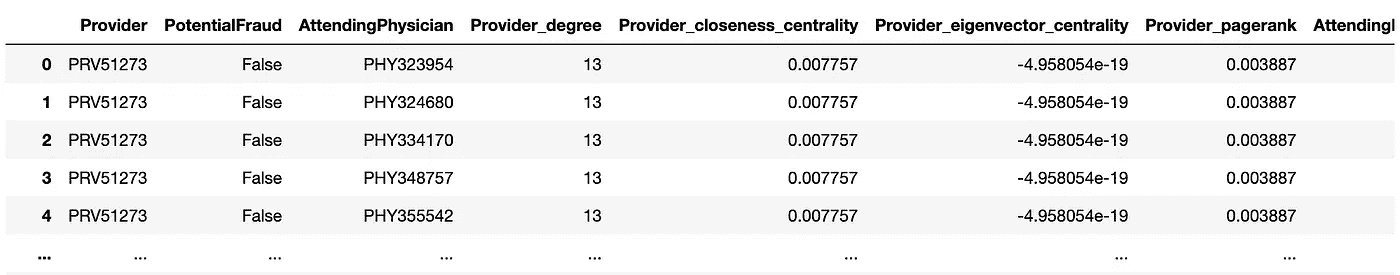 Provider PotentialFraud AttendingPhysician Provider_degree Provider_closeness_centrality Provider_eigenvector_centrality Provider_pagerank AttendingI
0 PRV51273 False PHY323954 13 0.007757 -4.958054e-19 0.003887
1 PRV51273 False PHY324680 13 0.007757 -4.958054e-19 0.003887
2 PRV51273 False PHY334170 13 0.007757 -4.958054e-19 0.003887
3 PRV51273 False PHY348757 13 0.007757 -4.958054e-19 0.003887
4 PRV51273 False PHY355542 13 0.007757 -4.958054e-19 0.003887
... ... ... ... ... ... ... ...